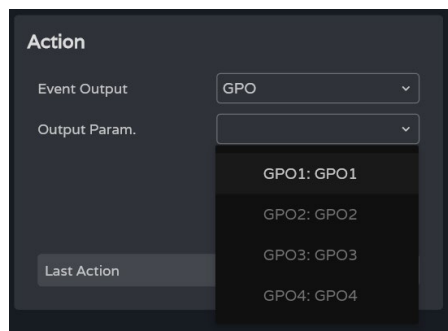 Action
Event Output GPO
Output Param.
GPO1: GPO1
GPO2: GPO2
GPO3: GPO3
Last Action
GPO4: GPO4